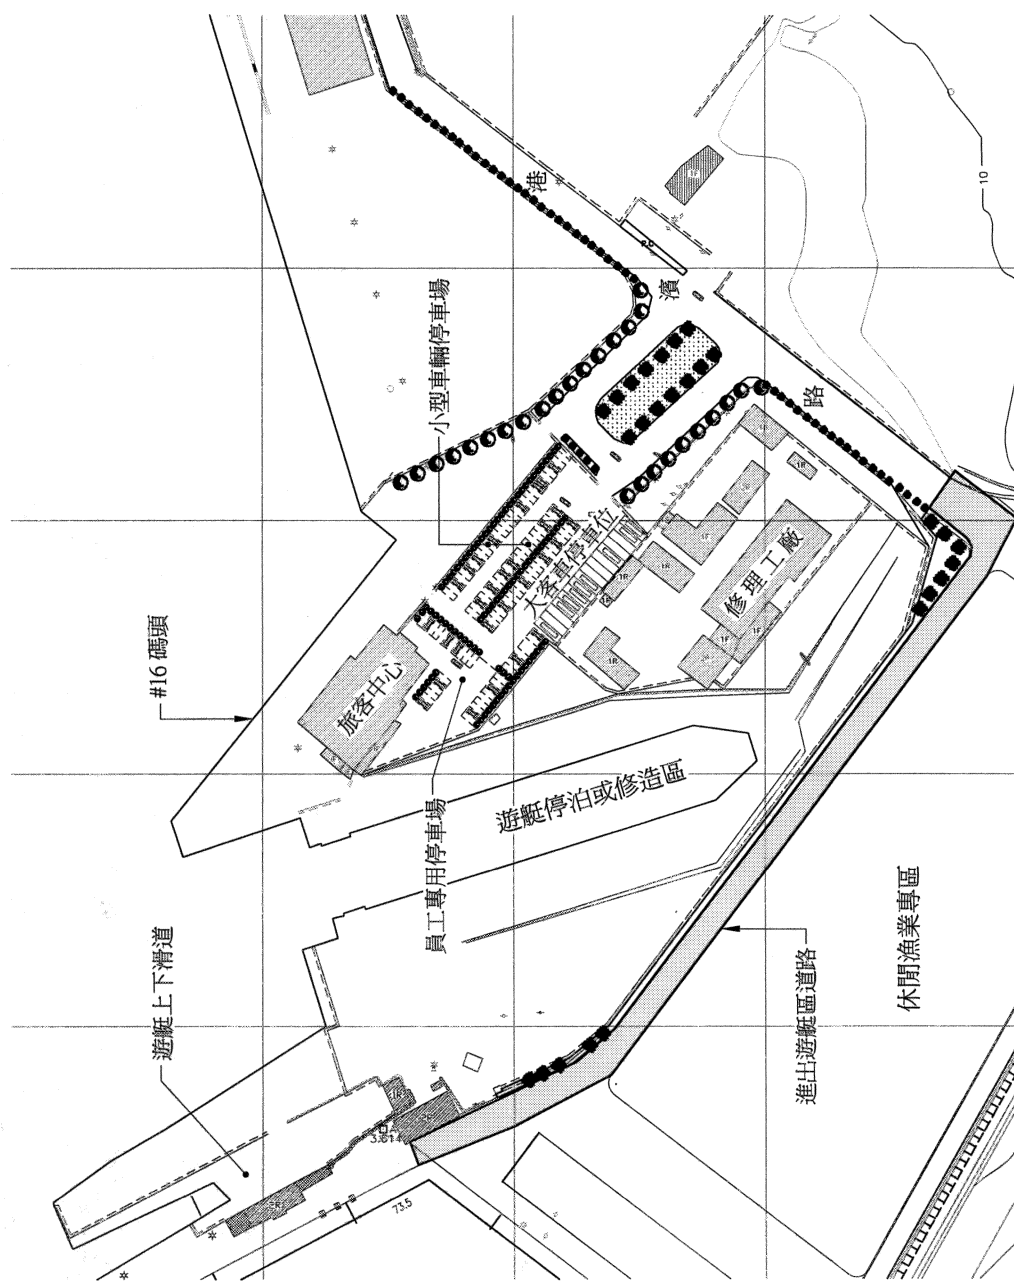 港
濱
路
10
小型車輛停車場
大客車停車位
修理工廠
#16 碼頭
旅客中心
員工專用停車場
遊艇停泊或修造區
遊艇上下滑道
進出遊艇區道路
休閒漁業專區
3.614
73.5
1R
1R
1R